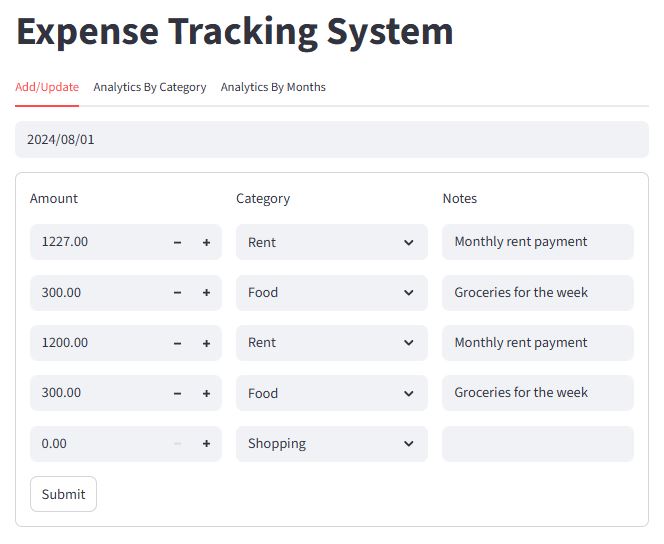 Expense Tracking System
Add/Update Analytics By Category Analytics By Months
2024/08/01
Amount Category Notes
1227.00 Rent Monthly rent payment
300.00 Food Groceries for the week
1200.00 Rent Monthly rent payment
300.00 Food Groceries for the week
0.00 Shopping
Submit